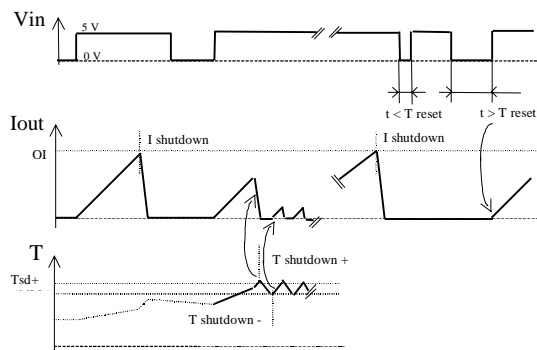 Vin
5 V
0 V
t < T reset
t > T reset
Iout
I shutdown
I shutdown
OI
T shutdown +
T
Tsd+
T shutdown -